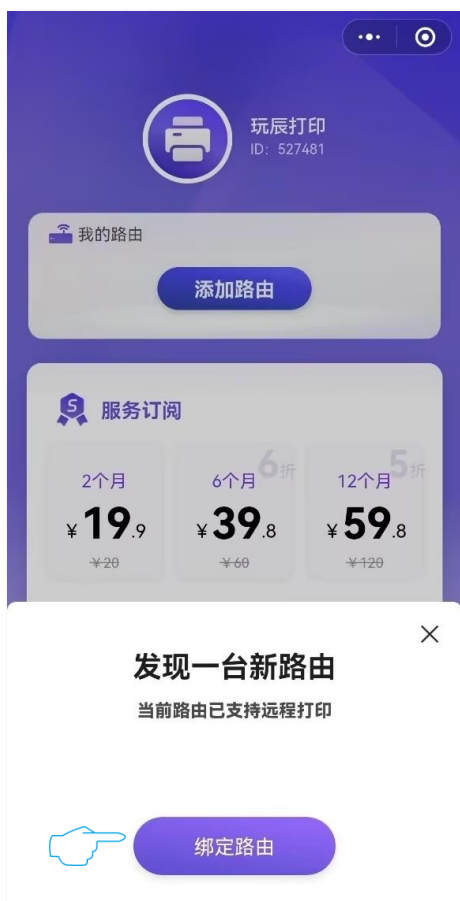 玩辰打印
ID: 527481
我的路由
添加路由
S 服务订阅
6折 5折
2个月 6个月 12个月
¥19.9 ¥39.8 ¥59.8
¥20 ¥60 ¥120
发现一台新路由
当前路由已支持远程打印
绑定路由